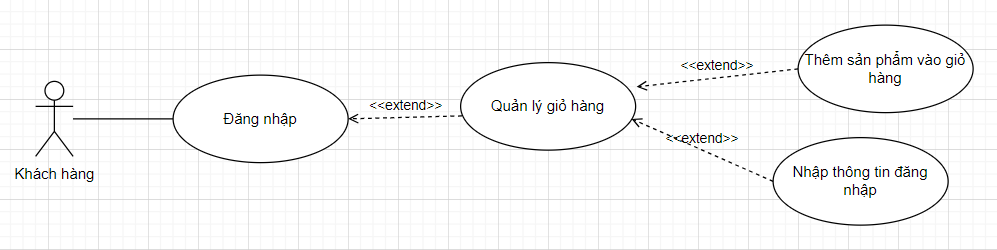 Khách hàng
Đăng nhập
<<extend>>
Quản lý giỏ hàng
<<extend>>
Thêm sản phẩm vào giỏ
hàng
<<extend>>
Nhập thông tin đăng
nhập